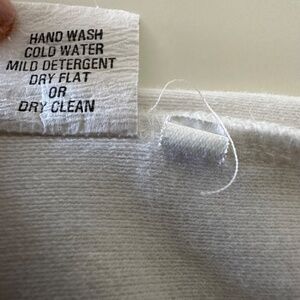 HAND WASH
COLD WATER
MILD DETERGENT
DRY FLAT
OR
DRY CLEAN